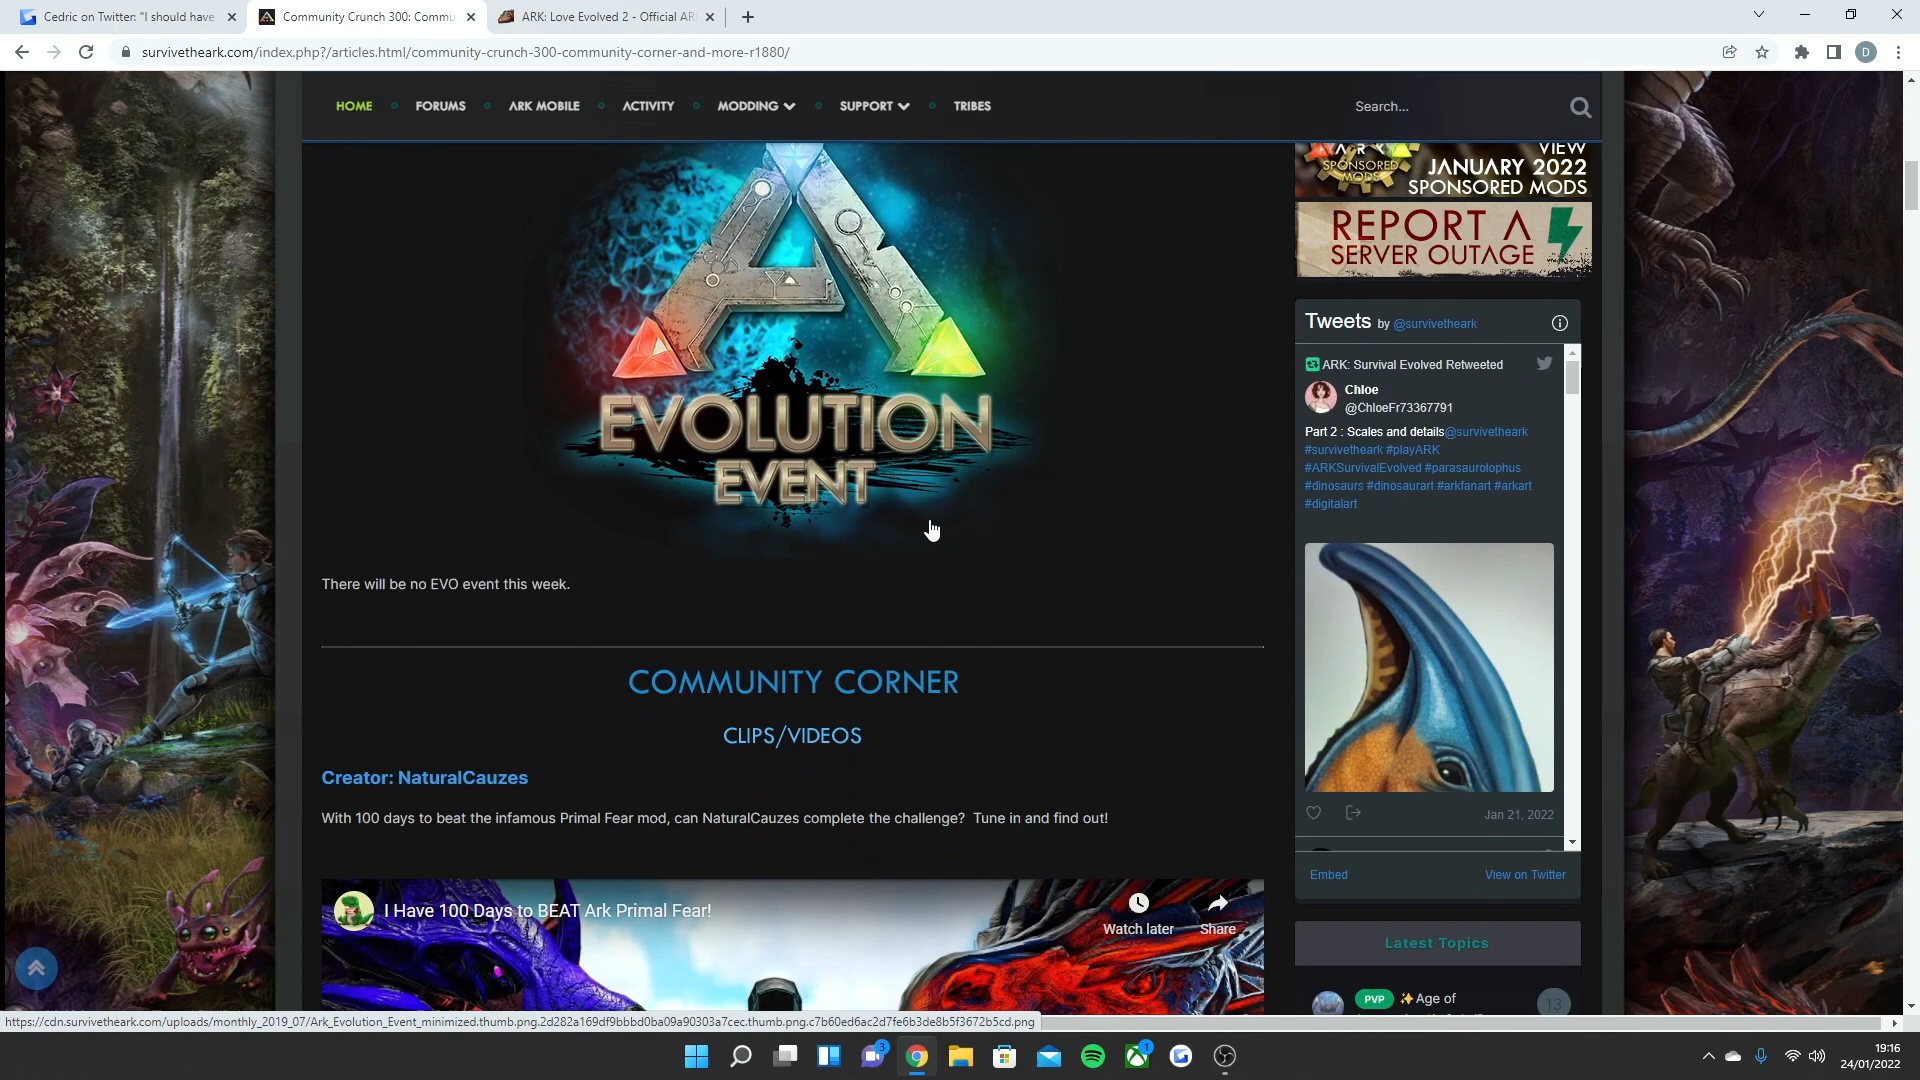 Cedric on Twitter: "I should have
Community Crunch 300: Commu
ARK: Love Evolved 2 - Official AR
survivetheark.com/index.php?/articles.html/community-crunch-300-community-corner-and-more-r1880/
D
HOME
FORUMS
ARK MOBILE
ACTIVITY
MODDING
SUPPORT
TRIBES
Search...
EVOLUTION
EVENT
There will be no EVO event this week.
COMMUNITY CORNER
CLIPS/VIDEOS
Creator: NaturalCauzes
With 100 days to beat the infamous Primal Fear mod, can NaturalCauzes complete the challenge?  Tune in and find out!
I Have 100 Days to BEAT Ark Primal Fear!
Watch later
Share
ARK
SPONSORED
MODS
VIEW
JANUARY 2022
SPONSORED MODS
REPORT A
SERVER OUTAGE
Tweets by @survivetheark
ARK: Survival Evolved Retweeted
Chloe
@ChloeFr73367791
Part 2 : Scales and details@survivetheark
#survivetheark #playARK
#ARKSurvivalEvolved #parasaurolophus
#dinosaurs #dinosaurart #arkfanart #arkart
#digitalart
Jan 21, 2022
Embed
View on Twitter
Latest Topics
PVP ✨Age of
13
https://cdn.survivetheark.com/uploads/monthly_2019_07/Ark_Evolution_Event_minimized.thumb.png.2d282a169df9bbbd0ba09a90303a7cec.thumb.png.c7b60ed6ac2d7fe6b3de8b5f3672b5cd.png
3
1
19:16
24/01/2022